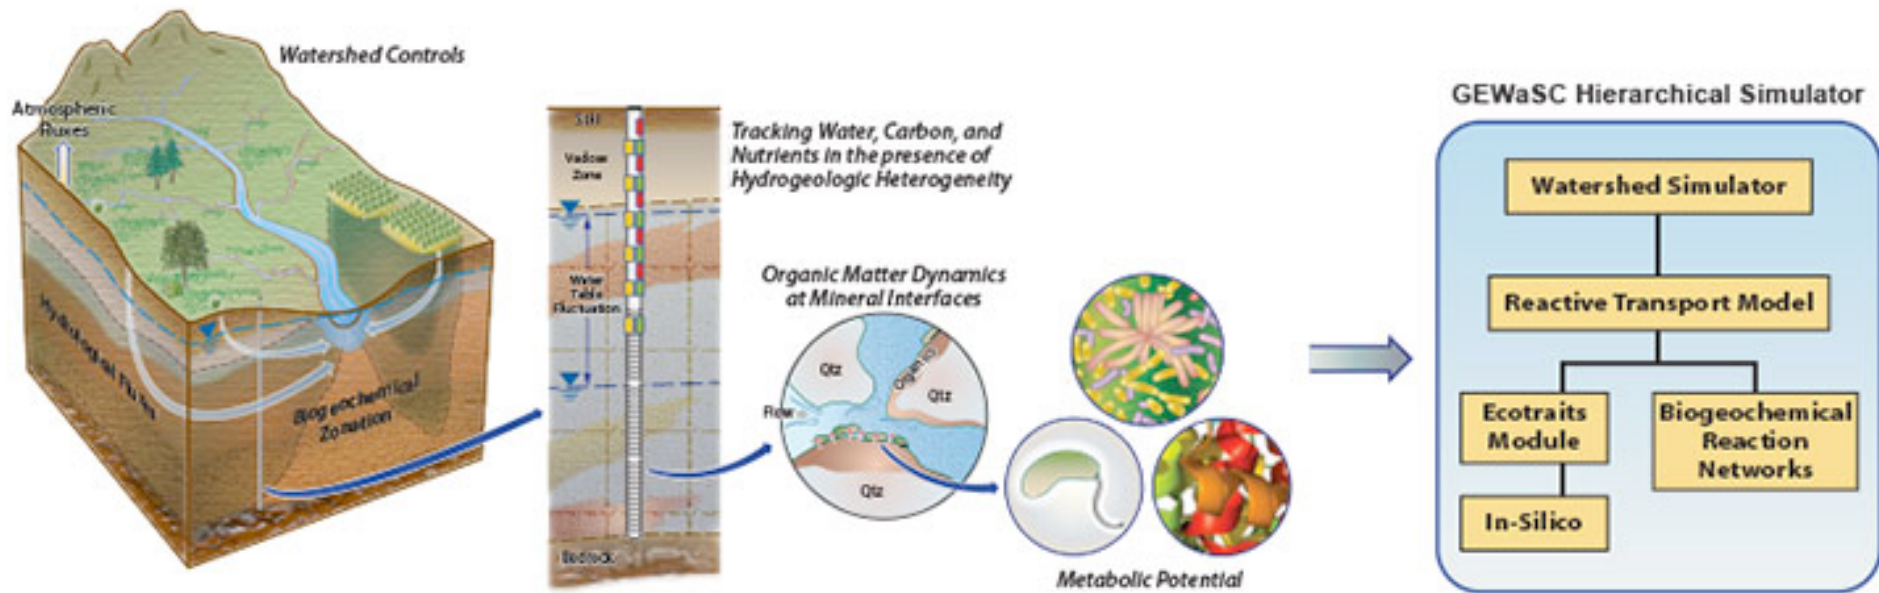 Watershed Controls
Atmospheric
Fluxes
Hydrological Fluxes
Biogeochemical
Zonation
Soil
Vadose
Zone
Water
Table
Fluctuation
Bedrock
Tracking Water, Carbon, and
Nutrients in the presence of
Hydrogeologic Heterogeneity
Organic Matter Dynamics
at Mineral Interfaces
Qtz
Organic
Qtz
Flow
Qtz
Metabolic Potential
GEWaSC Hierarchical Simulator
Watershed Simulator
Reactive Transport Model
Ecotraits
Module
Biogeochemical
Reaction
Networks
In-Silico